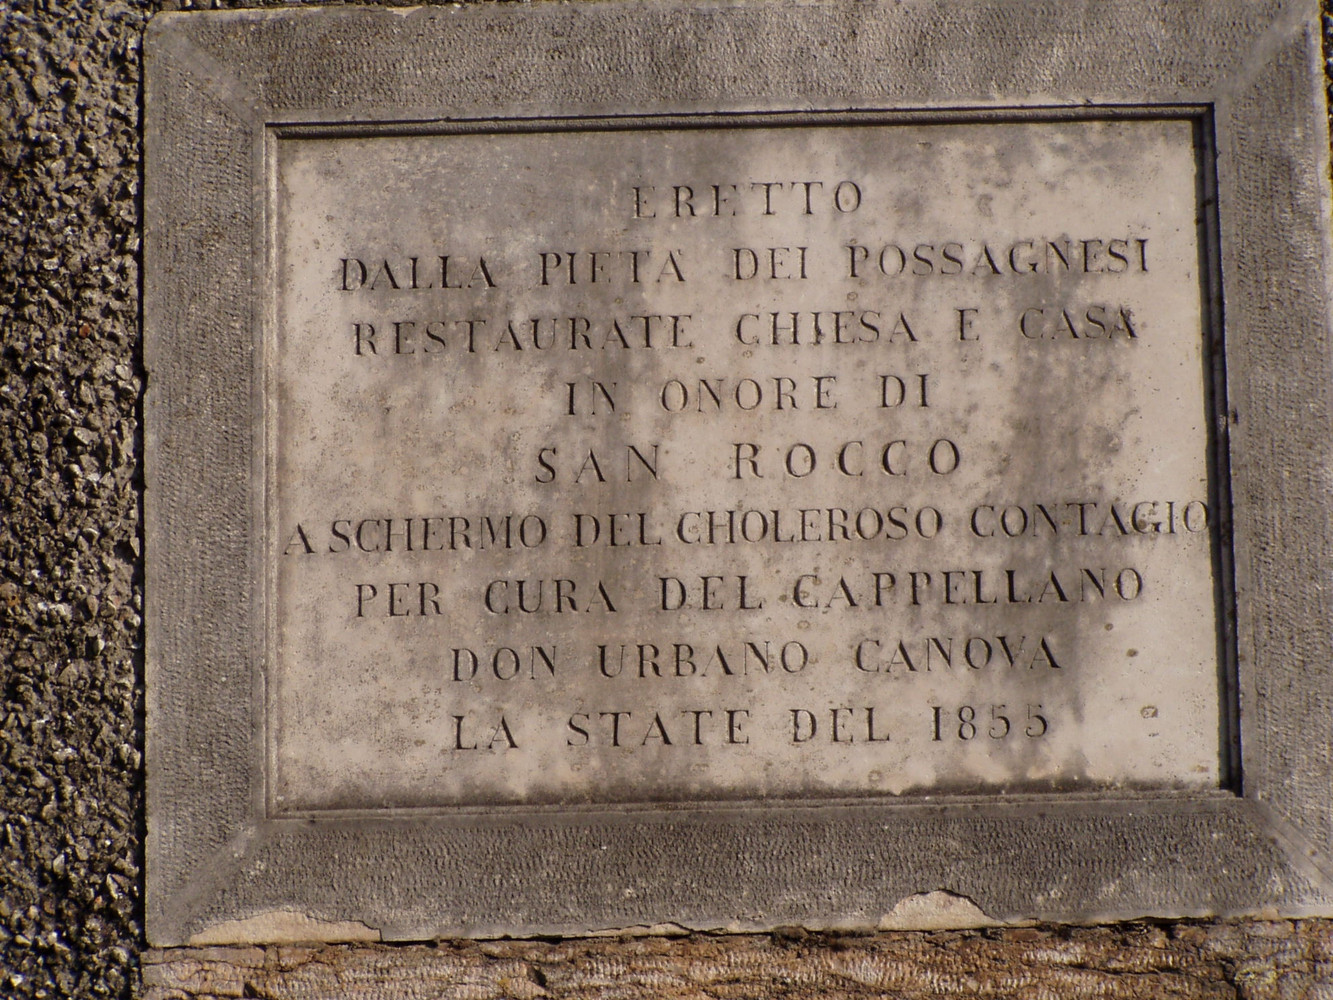 ERETTO
DALLA PIETÀ DEI POSSAGNESI
RESTAURATE CHIESA E CASA
IN ONORE DI
SAN ROCCO
A SCHERMO DEL CHOLEROSO CONTAGIO
PER CURA DEL CAPPELLANO
DON URBANO CANOVA
LA STATE DEL 1855